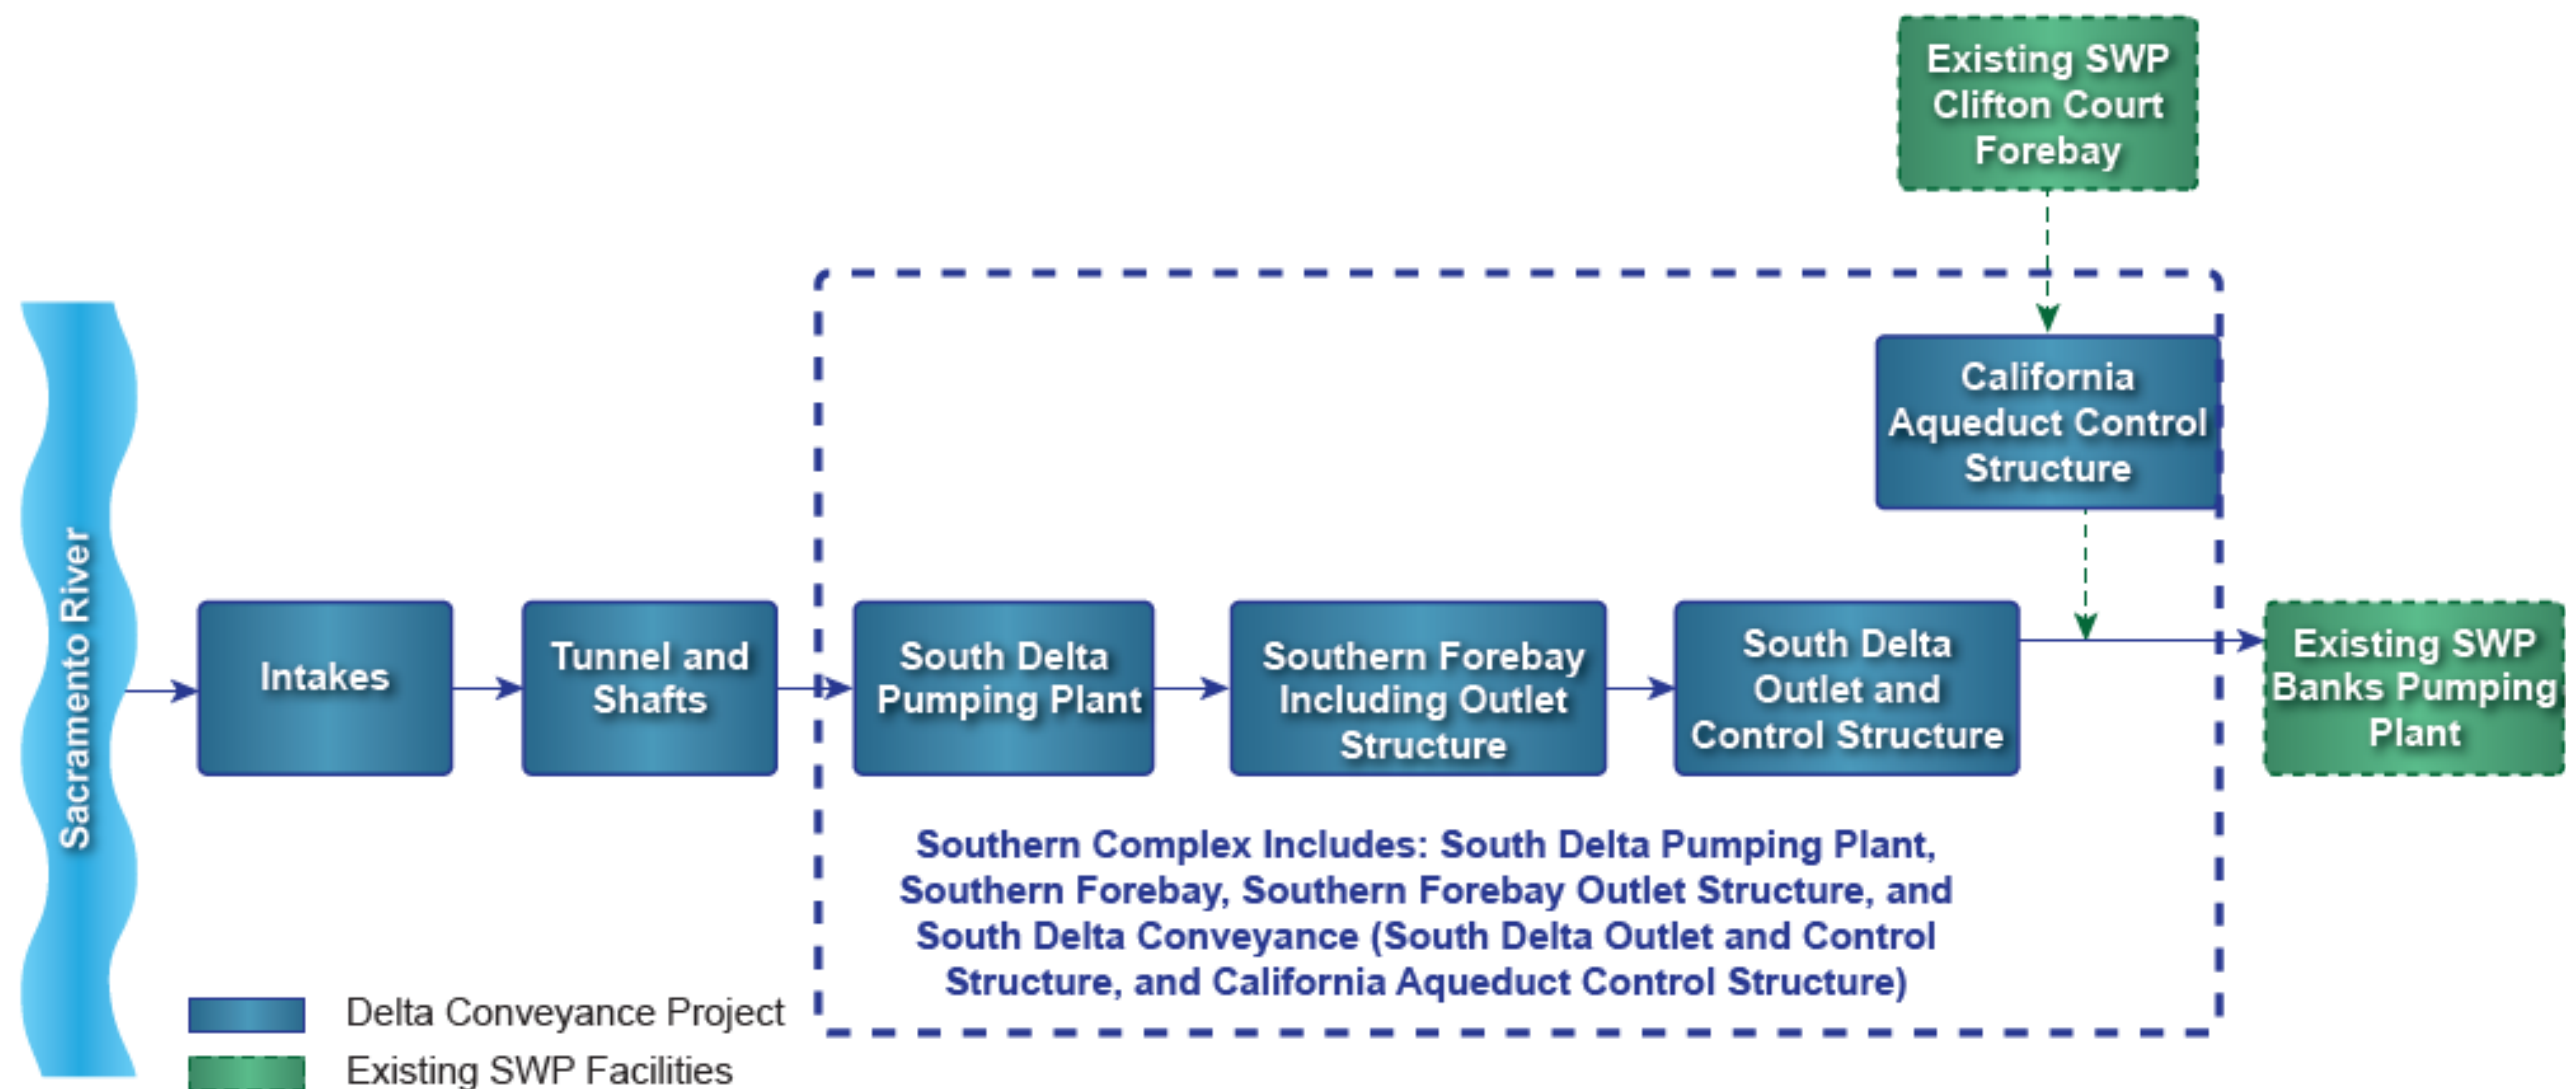 Existing SWP
Clifton Court
Forebay
California
Aqueduct Control
Structure
Sacramento River
Intakes
Tunnel and
Shafts
South Delta
Pumping Plant
Southern Forebay
Including Outlet
Structure
South Delta
Outlet and
Control Structure
Existing SWP
Banks Pumping
Plant
Southern Complex Includes: South Delta Pumping Plant,
Southern Forebay, Southern Forebay Outlet Structure, and
South Delta Conveyance (South Delta Outlet and Control
Structure, and California Aqueduct Control Structure)
Delta Conveyance Project
Existing SWP Facilities